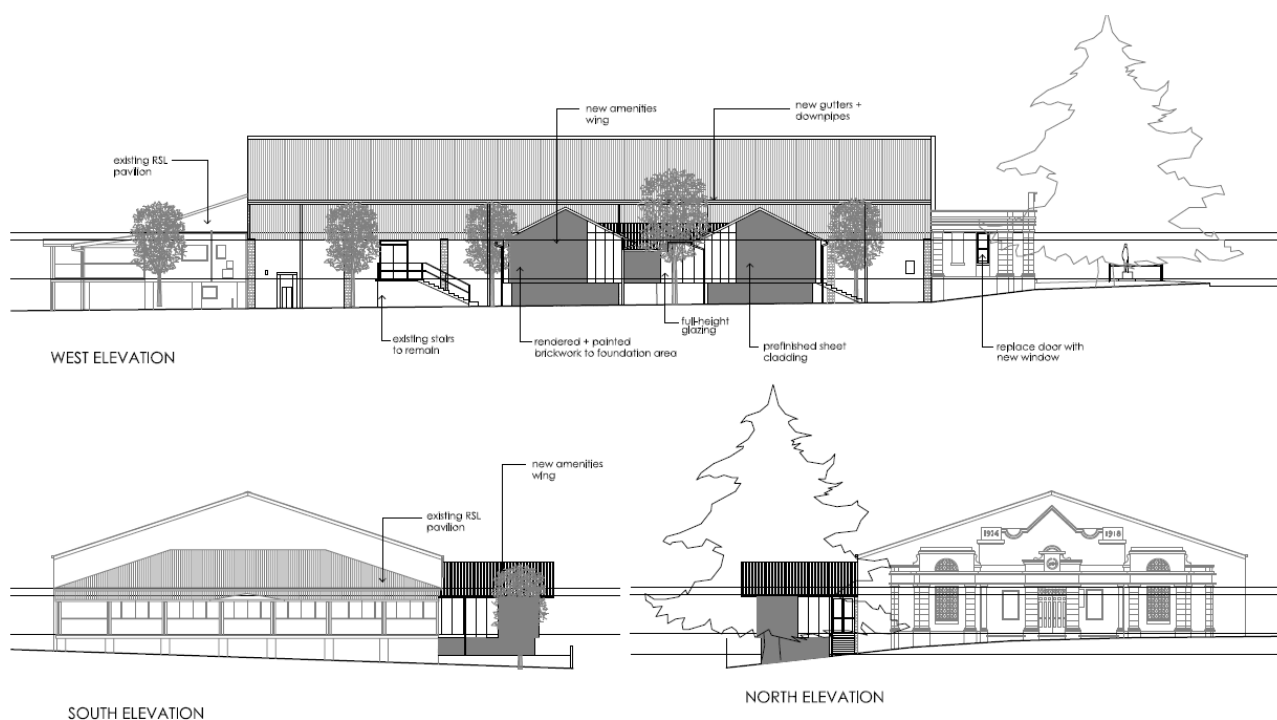 new amenities
wing
new gutters +
downpipes
existing RSL
pavilion
existing stairs
to remain
rendered + painted
brickwork to foundation area
full-height
glazing
prefinished sheet
cladding
replace door with
new window
WEST ELEVATION
new amenities
wing
existing RSL
pavilion
SOUTH ELEVATION
1914
1918
NORTH ELEVATION